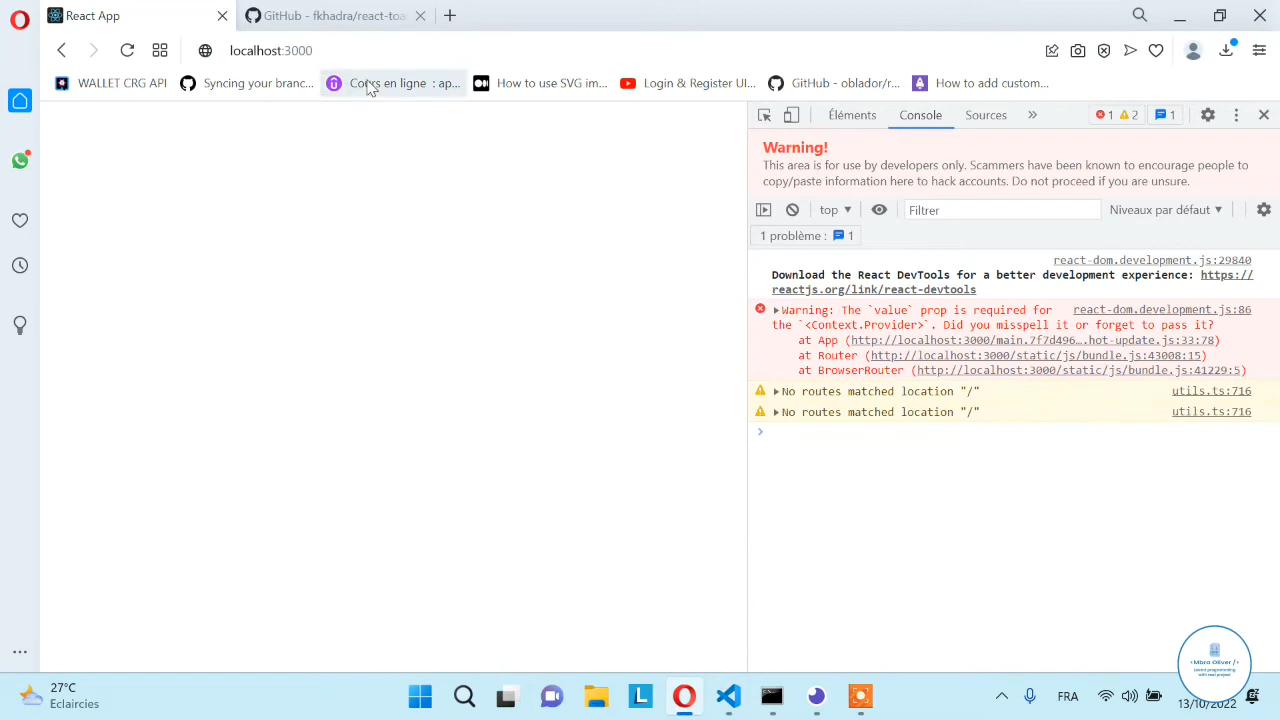 React App
GitHub - fkhadra/react-toa
localhost:3000
WALLET CRG API
Syncing your branc...
Cours en ligne : ap...
How to use SVG im...
Login & Register UI...
GitHub - oblador/r...
How to add custom...
Éléments
Console
Sources
1
2
1
Warning!
This area is for use by developers only. Scammers have been known to encourage people to
copy/paste information here to hack accounts. Do not proceed if you are unsure.
top
Filtrer
Niveaux par défaut
1 problème : 1
react-dom.development.js:29840
Download the React DevTools for a better development experience: https://
reactjs.org/link/react-devtools
Warning: The `value` prop is required for react-dom.development.js:86
the `<Context.Provider>`. Did you misspell it or forget to pass it?
at App (http://localhost:3000/main.7f7d496….hot-update.js:33:78)
at Router (http://localhost:3000/static/js/bundle.js:43008:15)
at BrowserRouter (http://localhost:3000/static/js/bundle.js:41229:5)
No routes matched location "/" utils.ts:716
No routes matched location "/" utils.ts:716
<Mbra Oliver />
Learn programming
with real project
27°C
Eclaircies
L
FRA
13/10/2022